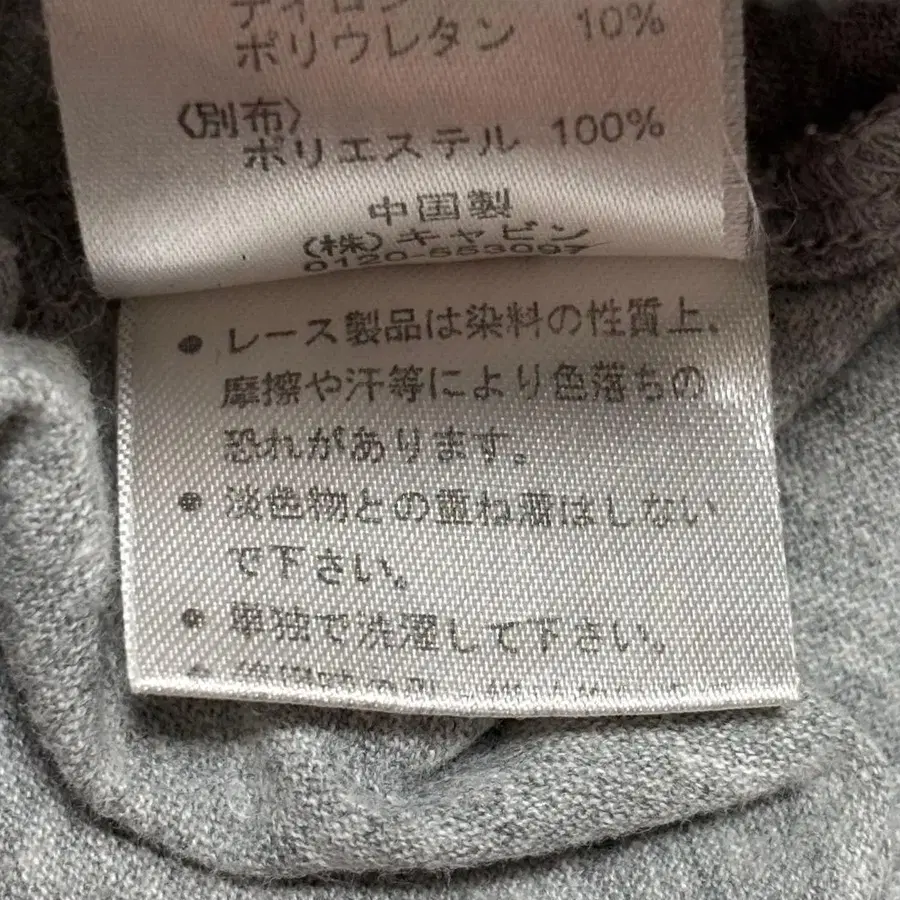 ポリウレタン 10%
〈別布〉
ポリエステル 100%
中国製
(株)キャビン
0120-553097
● レース製品は染料の性質上,
摩擦や汗等により色落ちの
恐れがあります。
● 淡色物との重ね着はしない
で下さい。
● 単独で洗濯して下さい。